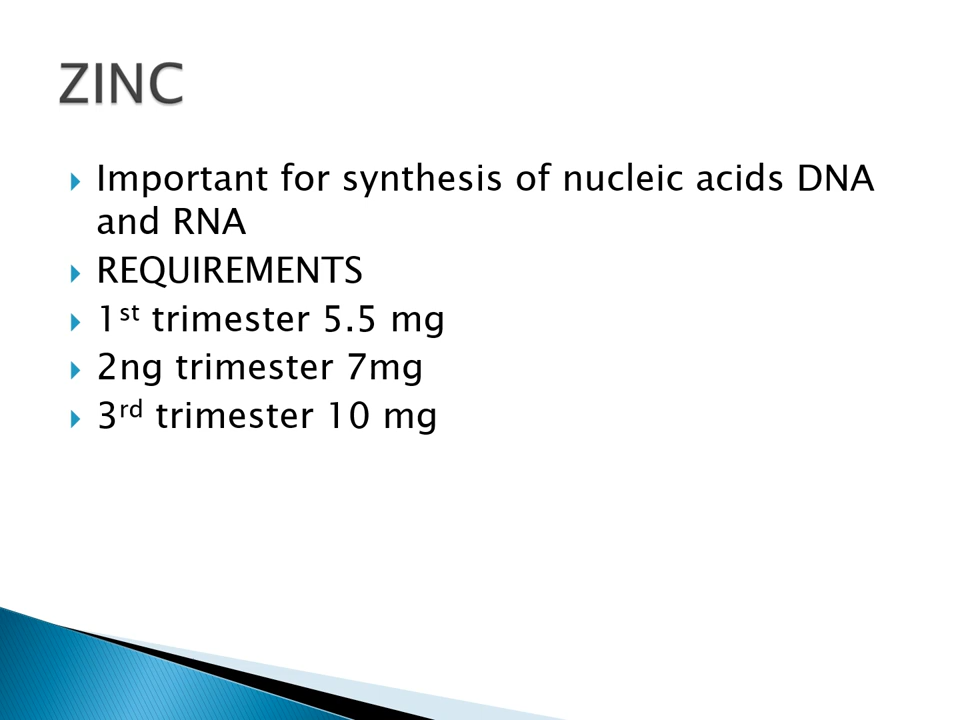 ZINC
Important for synthesis of nucleic acids DNA
and RNA
REQUIREMENTS
1st trimester 5.5 mg
2ng trimester 7mg
3rd trimester 10 mg